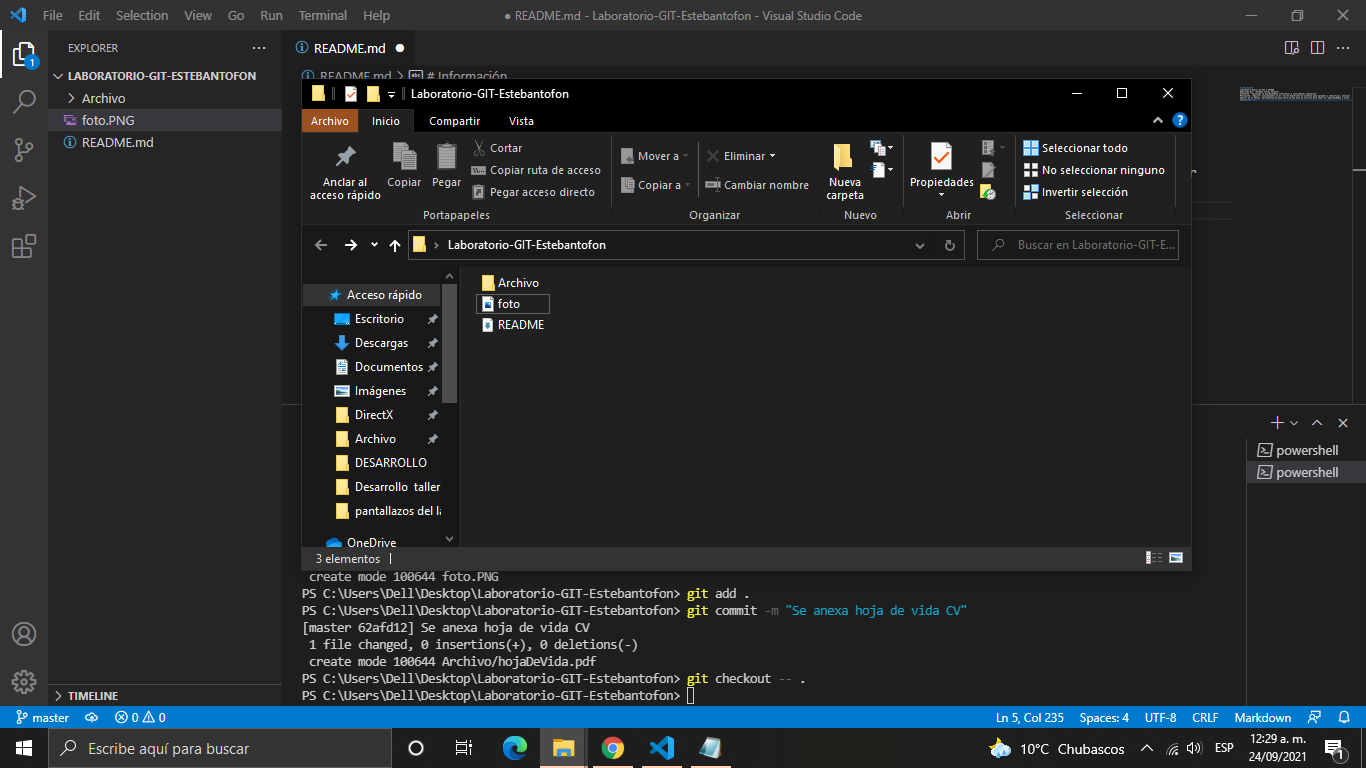 File Edit Selection View Go Run Terminal Help
● README.md - Laboratorio-GIT-Estebantofon - Visual Studio Code
EXPLORER
LABORATORIO-GIT-ESTEBANTOFON
Archivo
foto.PNG
README.md
TIMELINE
1
README.md
README.md > # Información
Laboratorio-GIT-Estebantofon
Archivo Inicio Compartir Vista
Anclar al acceso rápido
Copiar
Pegar
Cortar
Copiar ruta de acceso
Pegar acceso directo
Portapapeles
Mover a
Copiar a
Eliminar
Cambiar nombre
Organizar
Nueva carpeta
Nuevo
Propiedades
Abrir
Seleccionar todo
No seleccionar ninguno
Invertir selección
Seleccionar
Laboratorio-GIT-Estebantofon
Buscar en Laboratorio-GIT-E...
Acceso rápido
Escritorio
Descargas
Documentos
Imágenes
DirectX
Archivo
DESARROLLO
Desarrollo taller
pantallazos del la
OneDrive
Archivo
foto
README
3 elementos
powershell
powershell
create mode 100644 foto.PNG
PS C:\Users\Dell\Desktop\Laboratorio-GIT-Estebantofon> git add .
PS C:\Users\Dell\Desktop\Laboratorio-GIT-Estebantofon> git commit -m "Se anexa hoja de vida CV"
[master 62afd12] Se anexa hoja de vida CV
1 file changed, 0 insertions(+), 0 deletions(-)
create mode 100644 Archivo/hojaDeVida.pdf
PS C:\Users\Dell\Desktop\Laboratorio-GIT-Estebantofon> git checkout -- .
PS C:\Users\Dell\Desktop\Laboratorio-GIT-Estebantofon>
master 0 0 Ln 5, Col 235 Spaces: 4 UTF-8 CRLF Markdown
Escribe aquí para buscar
10°C Chubascos
ESP
12:29 a. m.
24/09/2021
1